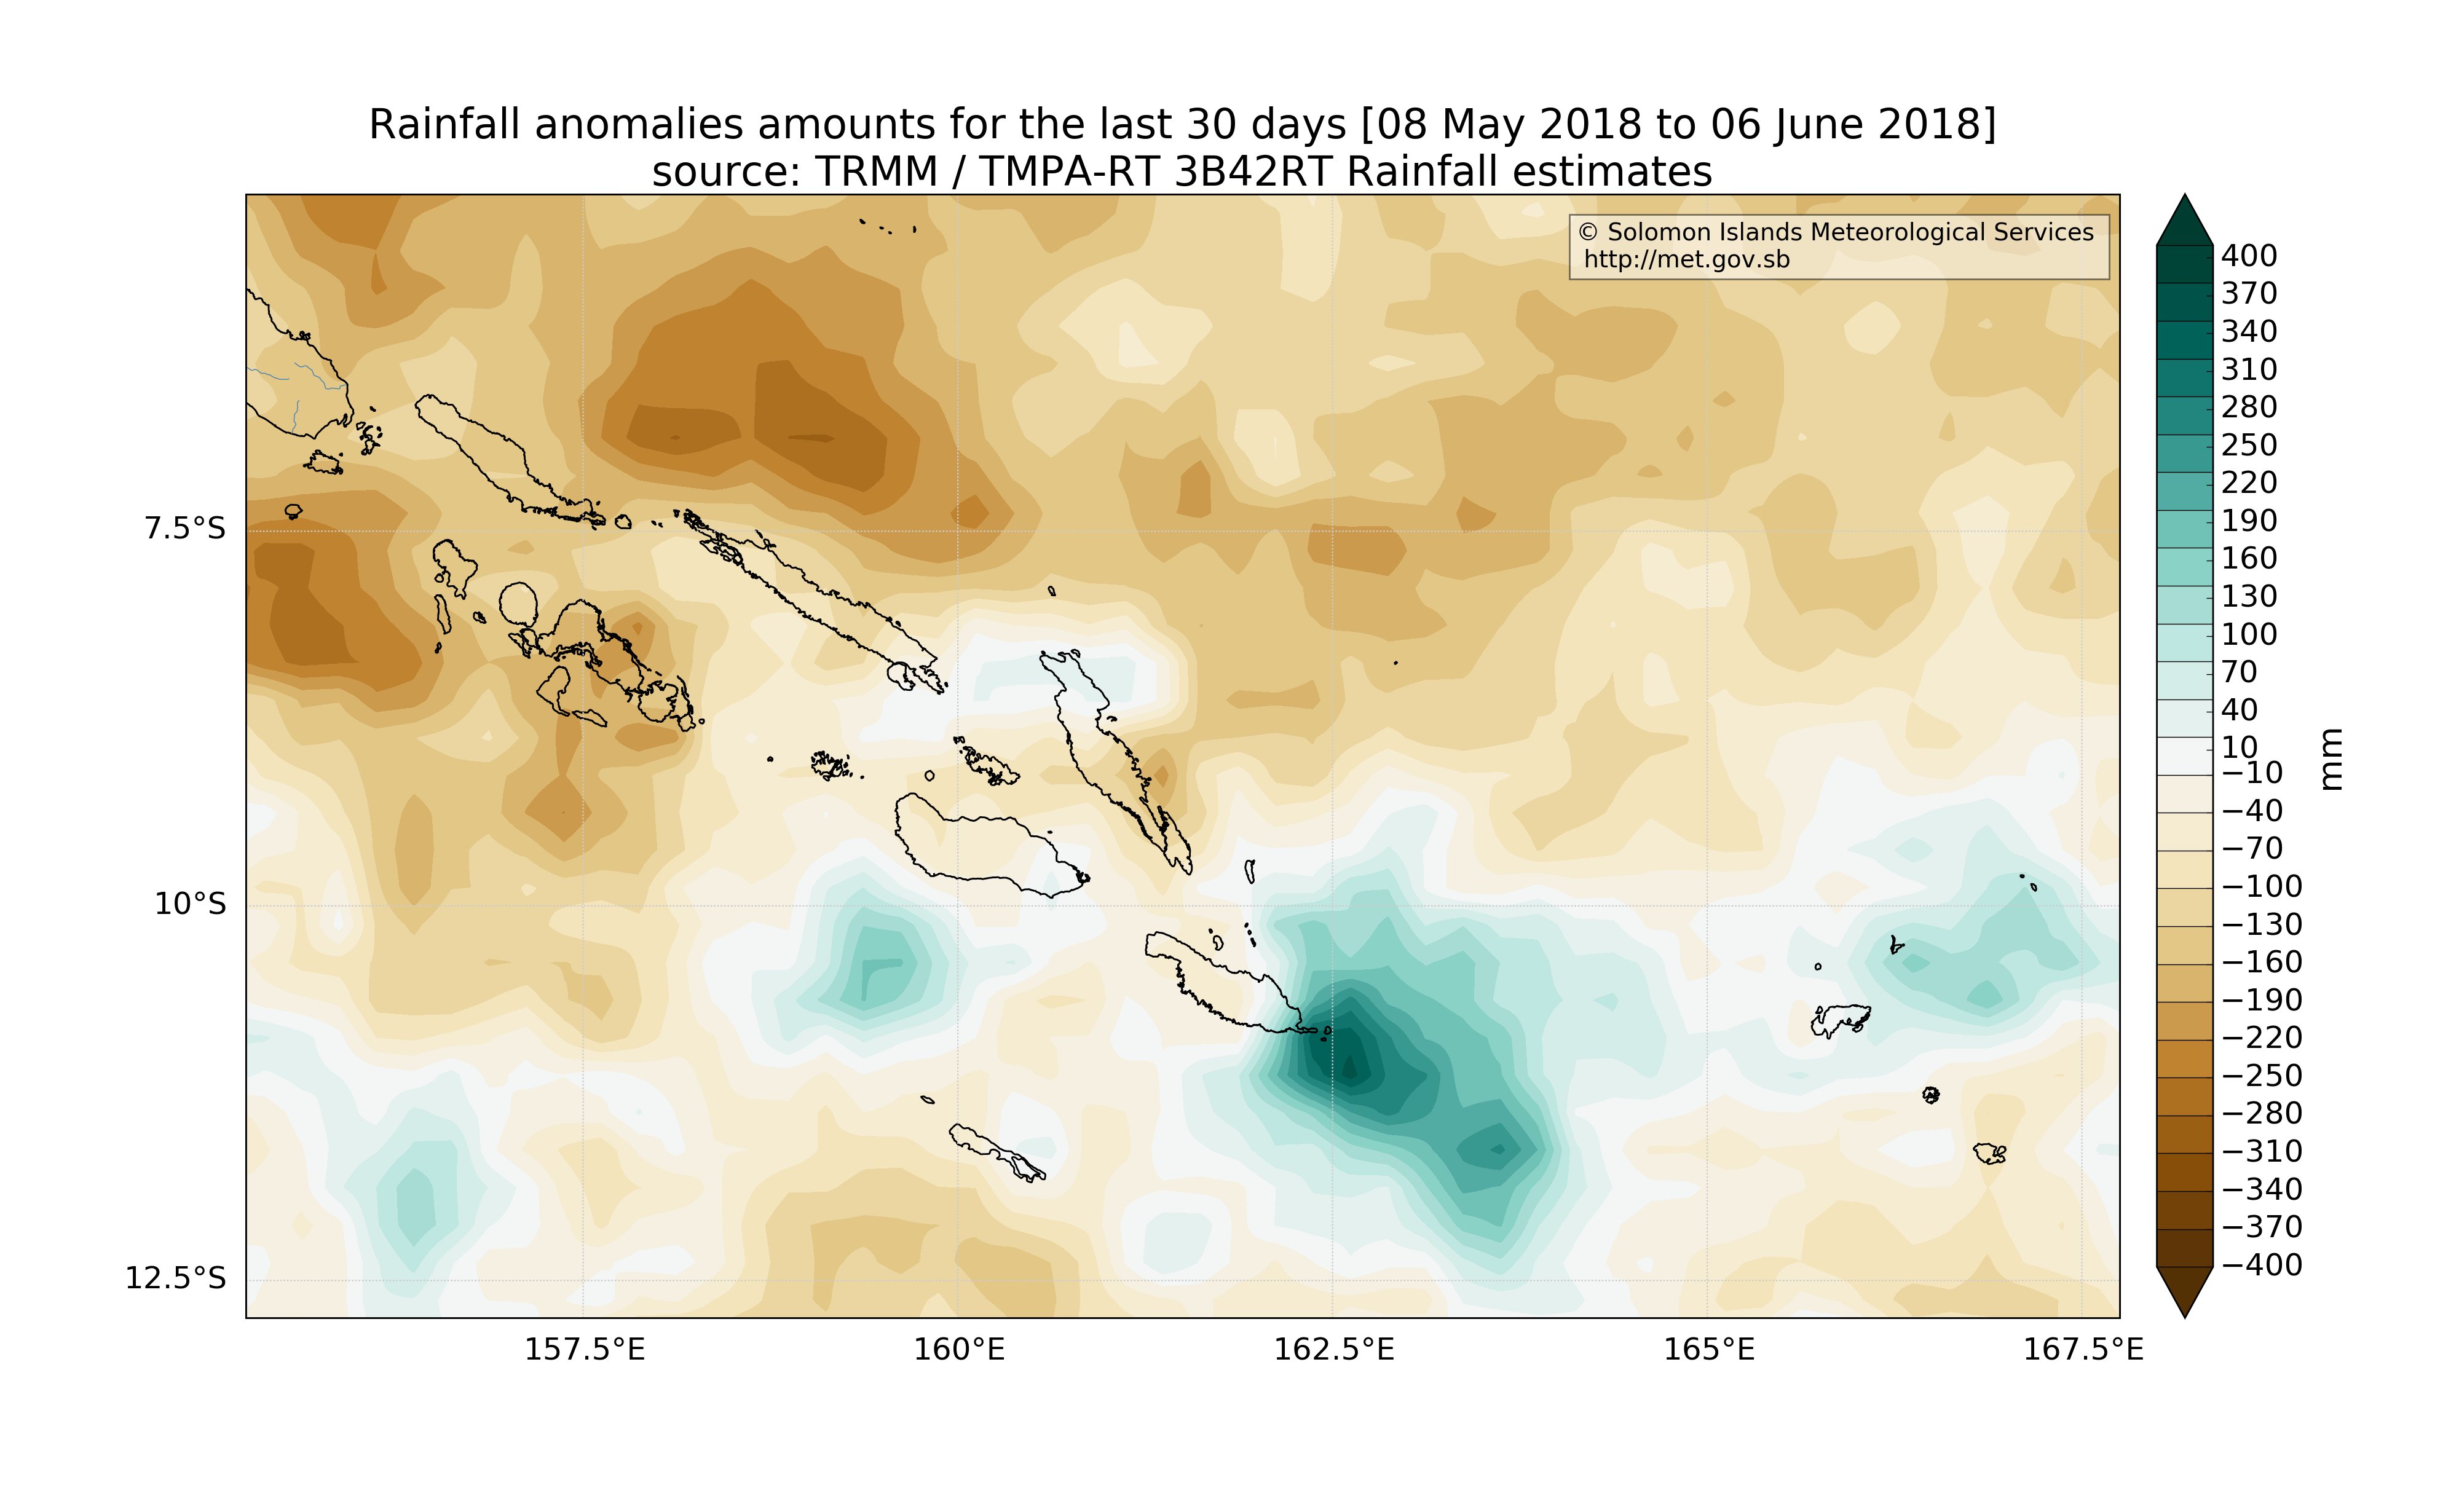 Rainfall anomalies amounts for the last 30 days [08 May 2018 to 06 June 2018]
source: TRMM / TMPA-RT 3B42RT Rainfall estimates
© Solomon Islands Meteorological Services
http://met.gov.sb
7.5°S
10°S
12.5°S
157.5°E
160°E
162.5°E
165°E
167.5°E
400
370
340
310
280
250
220
190
160
130
100
70
40
10
−10
−40
−70
−100
−130
−160
−190
−220
−250
−280
−310
−340
−370
−400
mm